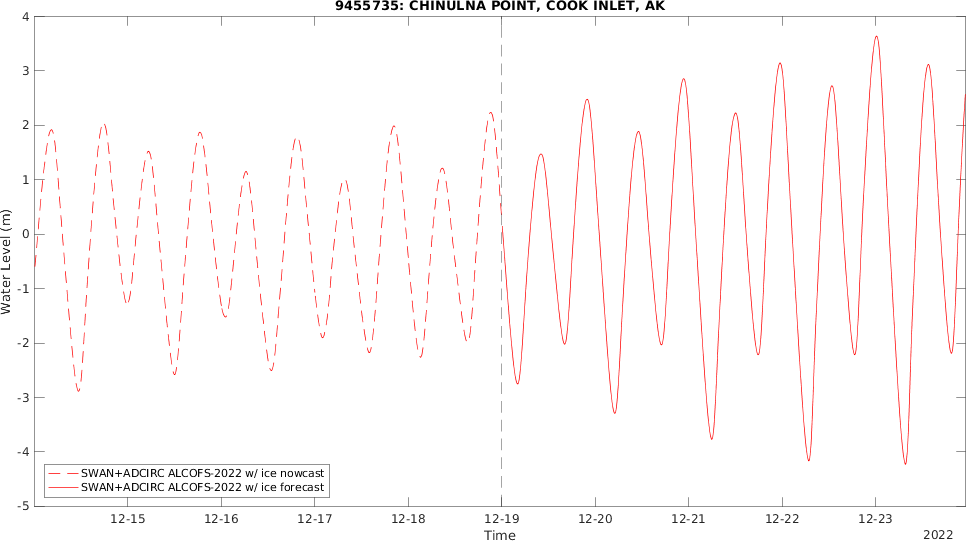 9455735: CHINULNA POINT, COOK INLET, AK
4
3
2
1
0
-1
-2
-3
-4
-5
Water Level (m)
SWAN+ADCIRC ALCOFS-2022 w/ ice nowcast
SWAN+ADCIRC ALCOFS-2022 w/ ice forecast
12-15 12-16 12-17 12-18 12-19 12-20 12-21 12-22 12-23
Time
2022